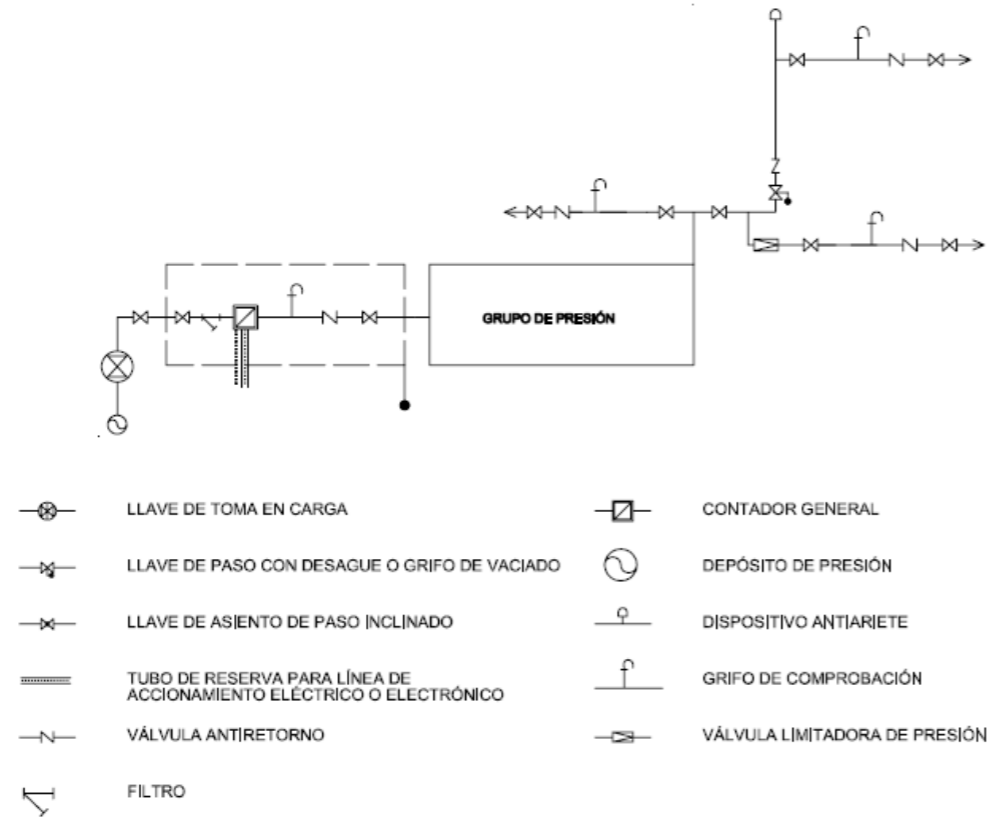 GRUPO DE PRESIÓN
LLAVE DE TOMA EN CARGA
LLAVE DE PASO CON DESAGUE O GRIFO DE VACIADO
LLAVE DE ASIENTO DE PASO INCLINADO
TUBO DE RESERVA PARA LÍNEA DE
ACCIONAMIENTO ELÉCTRICO O ELECTRÓNICO
VÁLVULA ANTIRETORNO
FILTRO
CONTADOR GENERAL
DEPÓSITO DE PRESIÓN
DISPOSITIVO ANTIARIETE
GRIFO DE COMPROBACIÓN
VÁLVULA LIMITADORA DE PRESIÓN